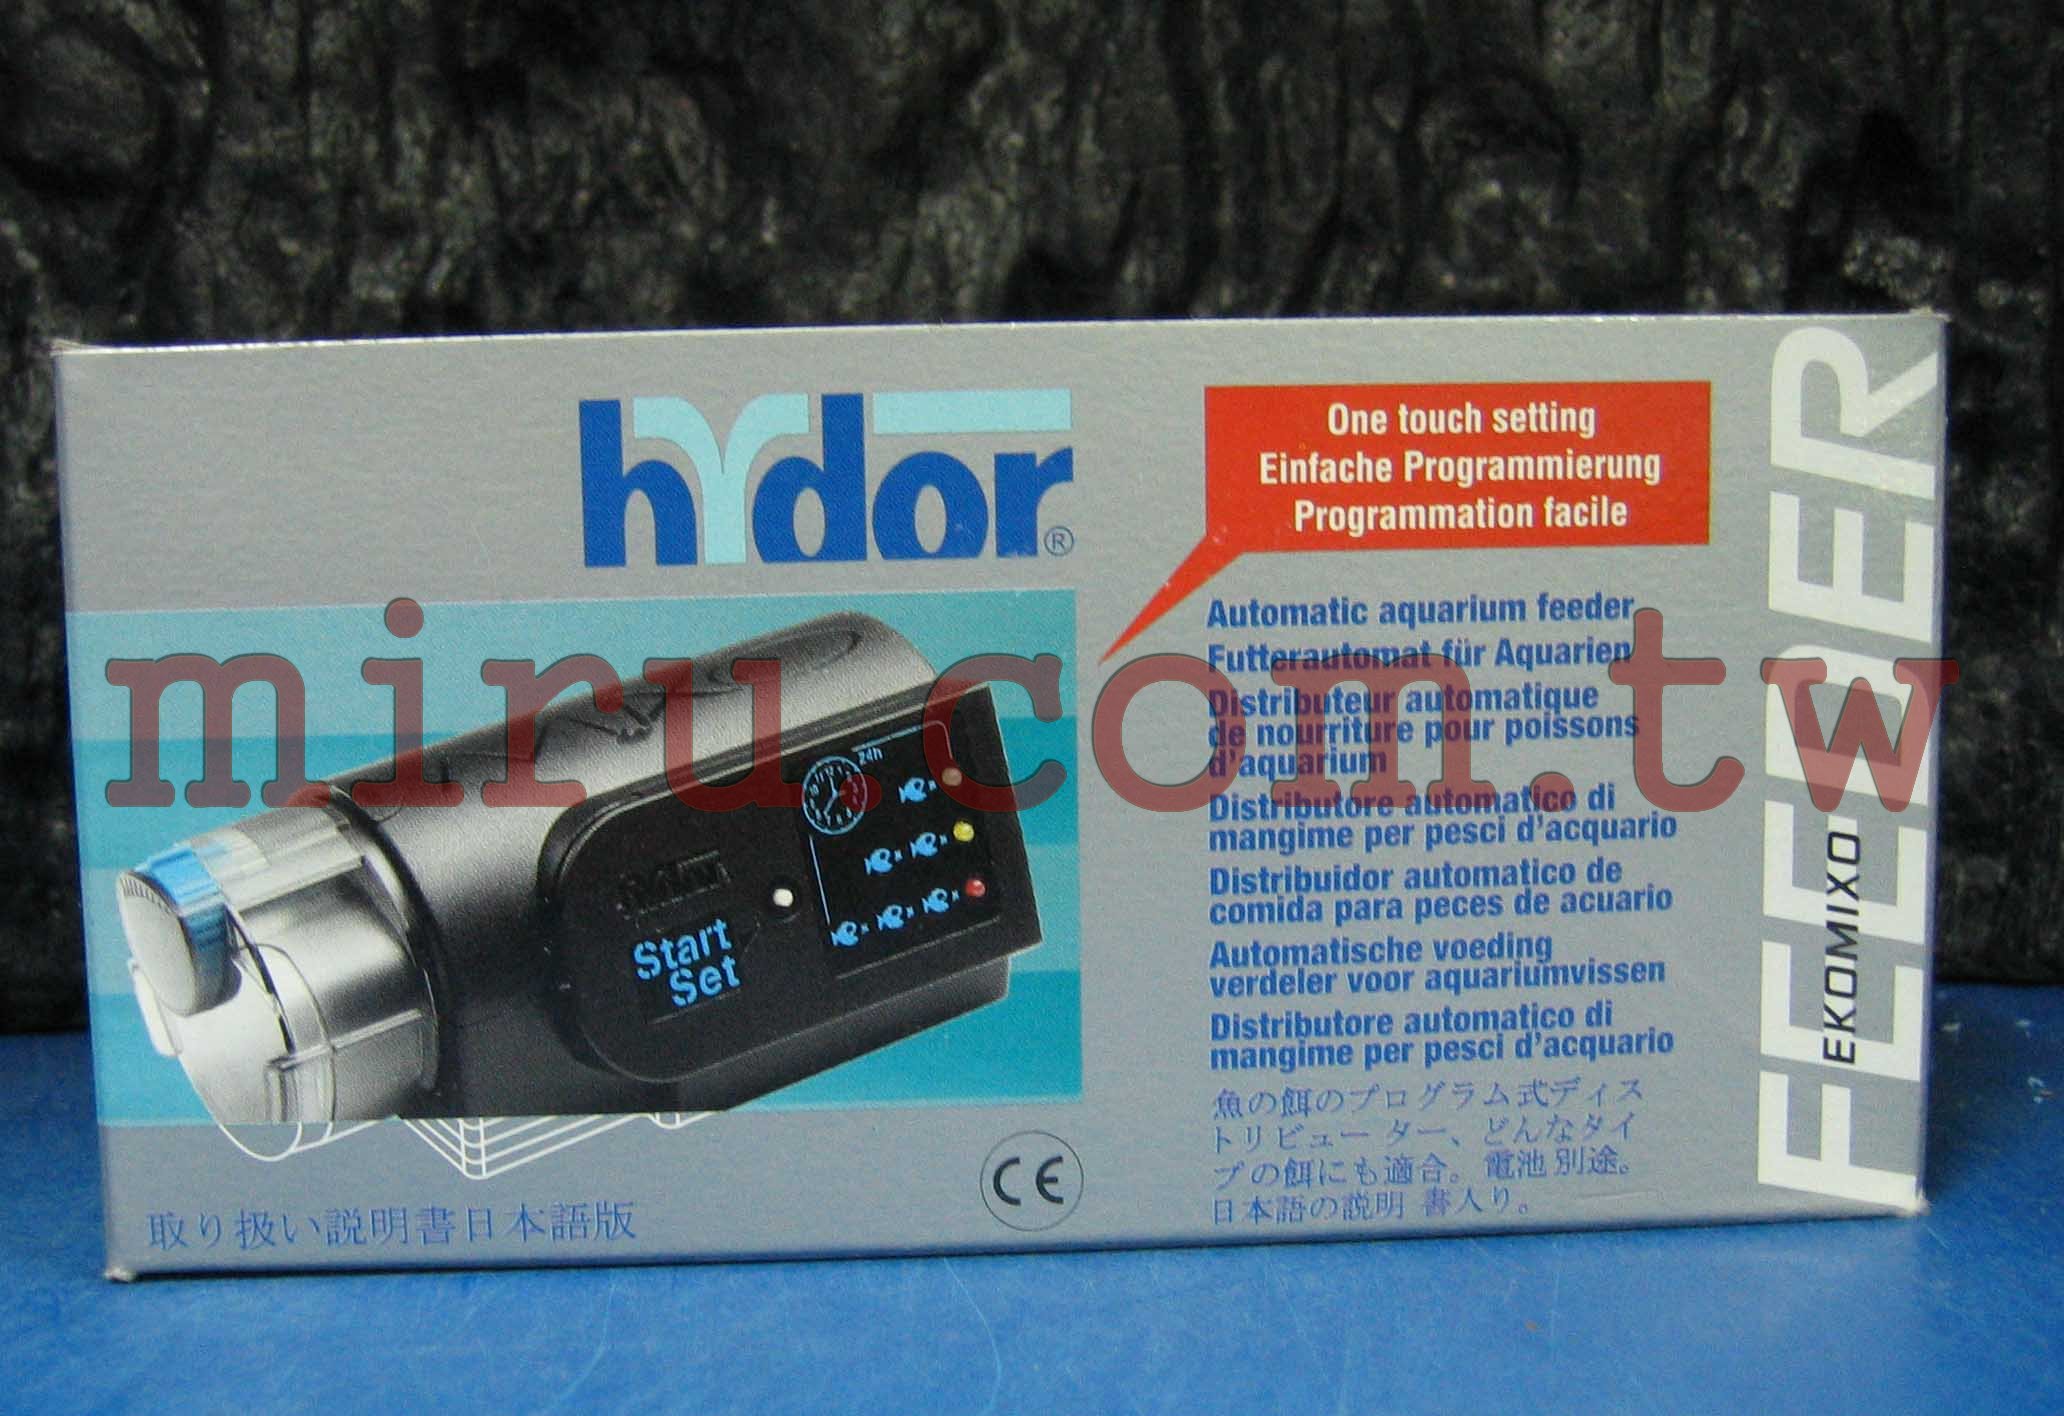 hydor®
One touch setting
Einfache Programmierung
Programmation facile
Automatic aquarium feeder
Futterautomat für Aquarien
Distributeur automatique
de nourriture pour poissons
d'aquarium
Distributore automatico di
mangime per pesci d'acquario
Distribuidor automatico de
comida para peces de acuario
Automatische voeding
verdeler voor aquariumvissen
Distributore automatico di
mangime per pesci d'acquario
魚の餌のプログラム式ディス
トリビュー ター、どんなタイ
プの餌にも適合。電池 別途。
日本語の説明 書入り。
FEEDER
EKOMIXO
24h
Start
Set
CE
取り扱い説明書日本語版
miru.com.tw